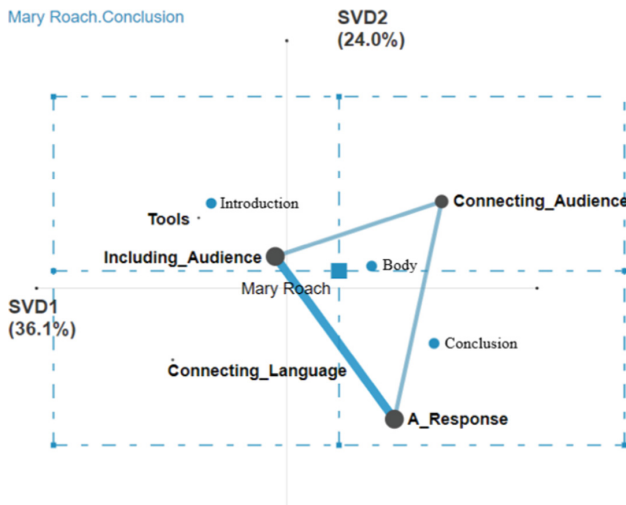 Mary Roach.Conclusion
SVD2
(24.0%)
Introduction
Tools
Connecting_Audience
Including_Audience
Body
Mary Roach
SVD1
(36.1%)
Conclusion
Connecting_Language
A_Response